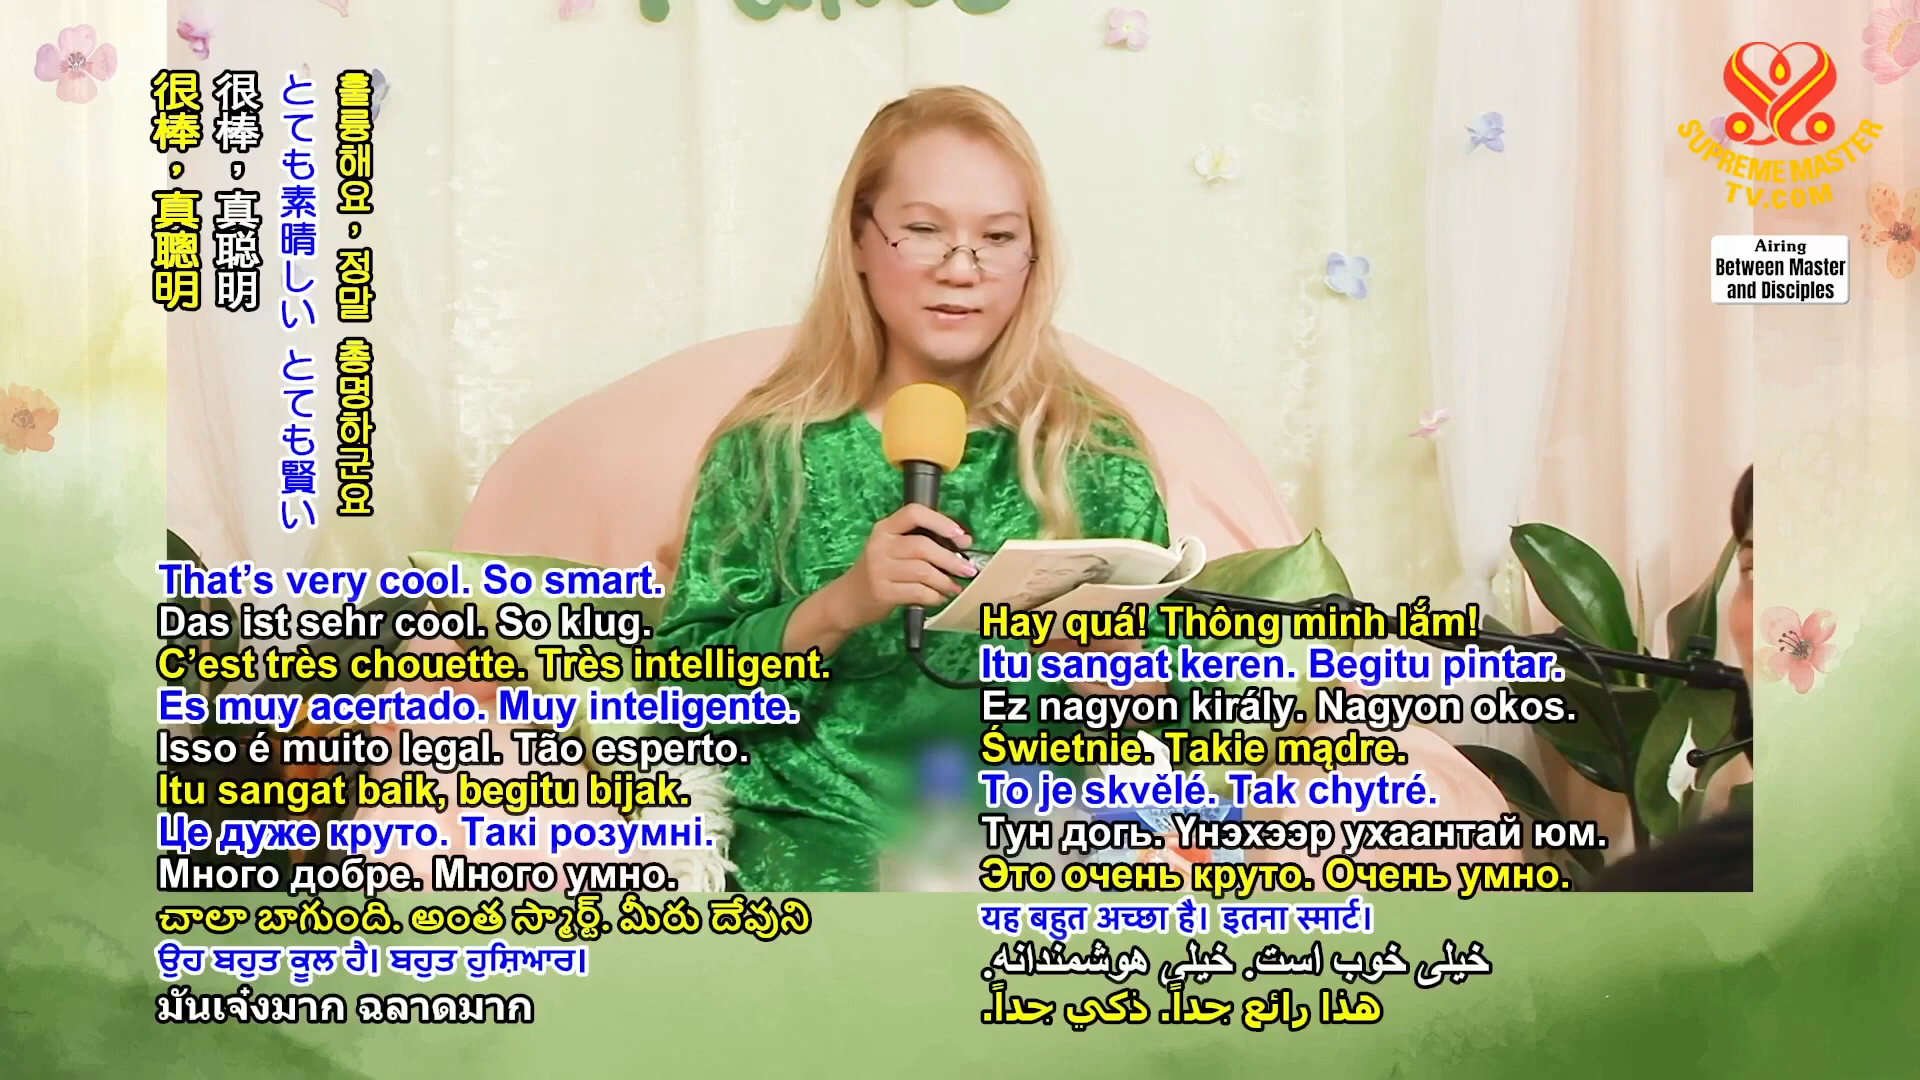 很棒，真聰明
很棒，真聪明
とても素晴しい とても賢い
훌륭해요, 정말 총명하군요
SUPREME MASTER
TV.COM
Airing
Between Master
and Disciples
That’s very cool. So smart.
Das ist sehr cool. So klug.
C’est très chouette. Très intelligent.
Es muy acertado. Muy inteligente.
Isso é muito legal. Tão esperto.
Itu sangat baik, begitu bijak.
Це дуже круто. Такі розумні.
Много добре. Много умно.
చాలా బాగుంది. అంత స్మార్ట్. మీరు దేవుని
ਉਹ ਬਹੁਤ ਕੂਲ ਹੈ। ਬਹੁਤ ਹੁਸ਼ਿਆਰ।
มันเจ๋งมาก ฉลาดมาก
Hay quá! Thông minh lắm!
Itu sangat keren. Begitu pintar.
Ez nagyon király. Nagyon okos.
Świetnie. Takie mądre.
To je skvělé. Tak chytré.
Тун догь. Үнэхээр ухаантай юм.
Это очень круто. Очень умно.
यह बहुत अच्छा है। इतना स्मार्ट।
خیلی خوب است. خیلی هوشمندانه.
هذا رائع جداً. ذكي جداً.